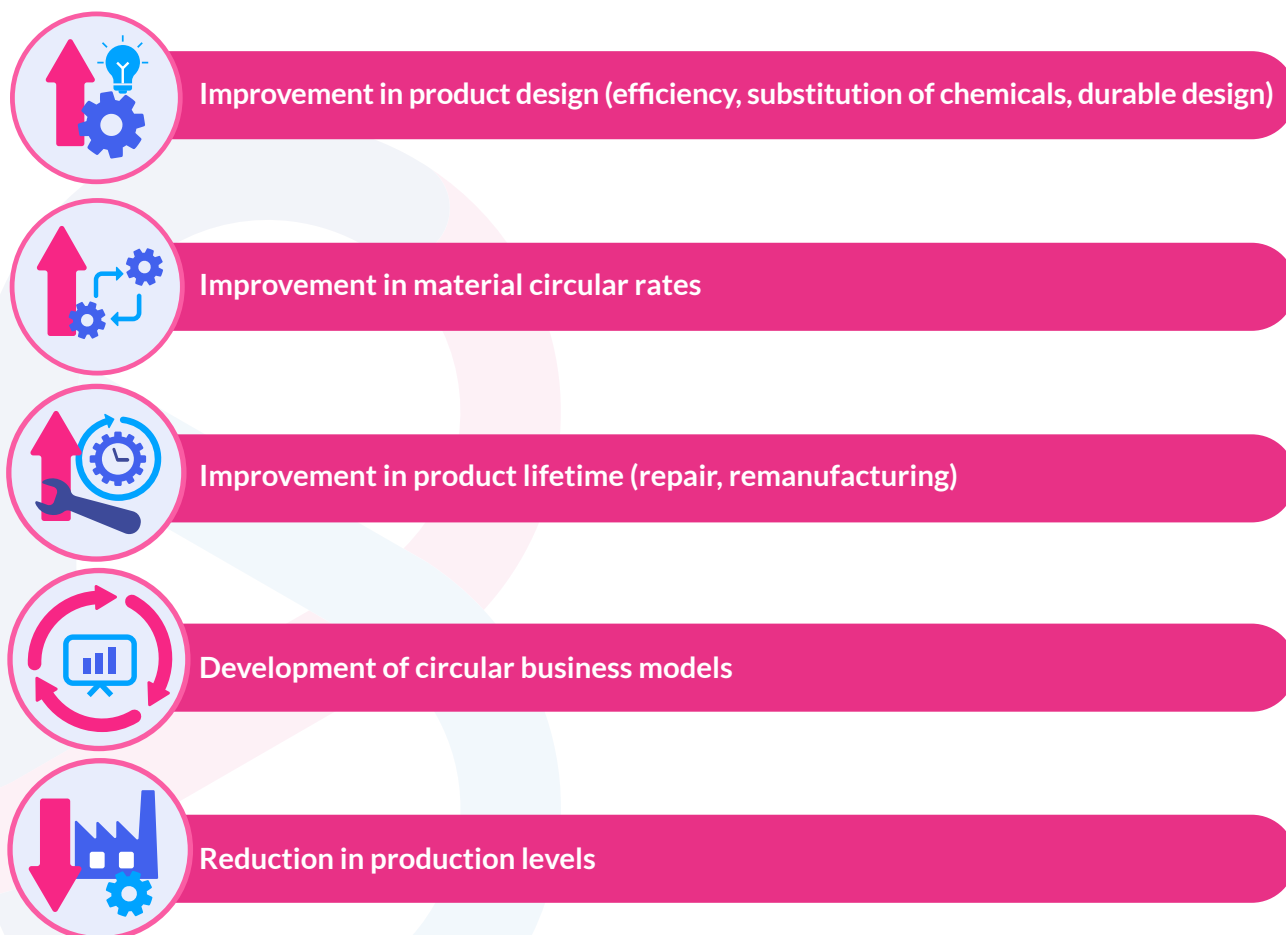 Improvement in product design (efficiency, substitution of chemicals, durable design)
Improvement in material circular rates
Improvement in product lifetime (repair, remanufacturing)
Development of circular business models
Reduction in production levels